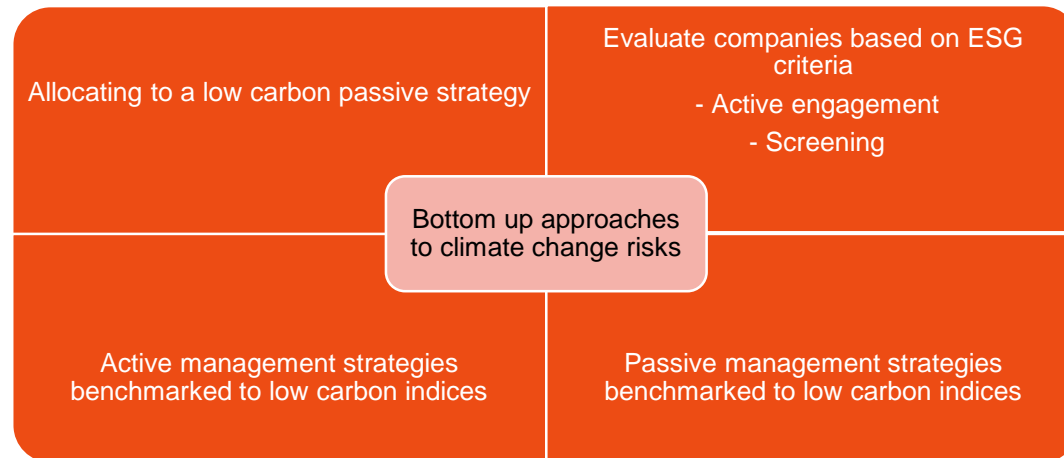 Allocating to a low carbon passive strategy
Evaluate companies based on ESG
criteria
- Active engagement
- Screening
Bottom up approaches
to climate change risks
Active management strategies
benchmarked to low carbon indices
Passive management strategies
benchmarked to low carbon indices